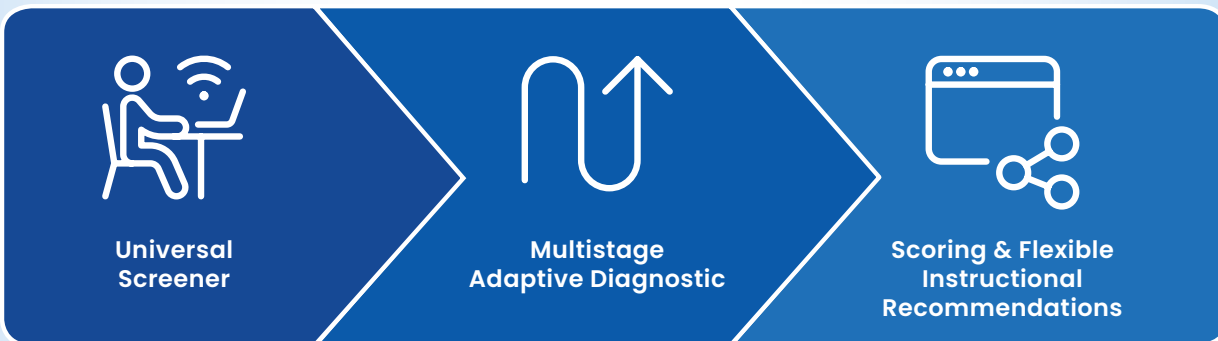 Universal
Screener
Multistage
Adaptive Diagnostic
Scoring & Flexible
Instructional
Recommendations